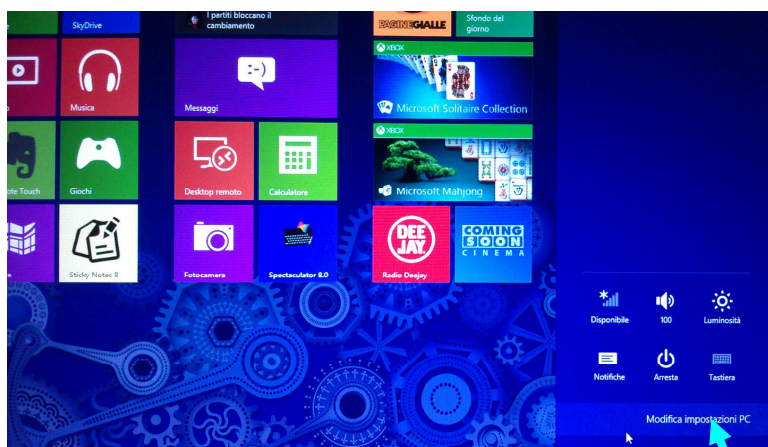 SkyDrive
I partiti bloccano il
cambiamento
PAGINEGIALLE
Sfondo del
giorno
Musica
Messaggi
XBOX
Microsoft Solitaire Collection
ote Touch
Giochi
Desktop remoto
Calcolatore
XBOX
Microsoft Mahjong
Sticky Notes 8
Fotocamera
Spectaculator 8.0
DEE
JAY.
Radio Deejay
COMING
SOON
CINEMA
Disponibile
100
Luminosità
Notifiche
Arresta
Tastiera
Modifica impostazioni PC